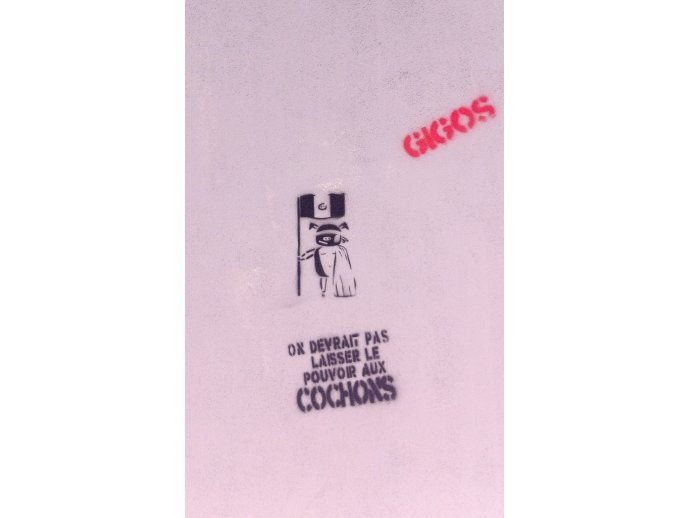 GIGOS
ON DEVRAIT PAS
LAISSER LE
POUVOIR AUX
COCHONS